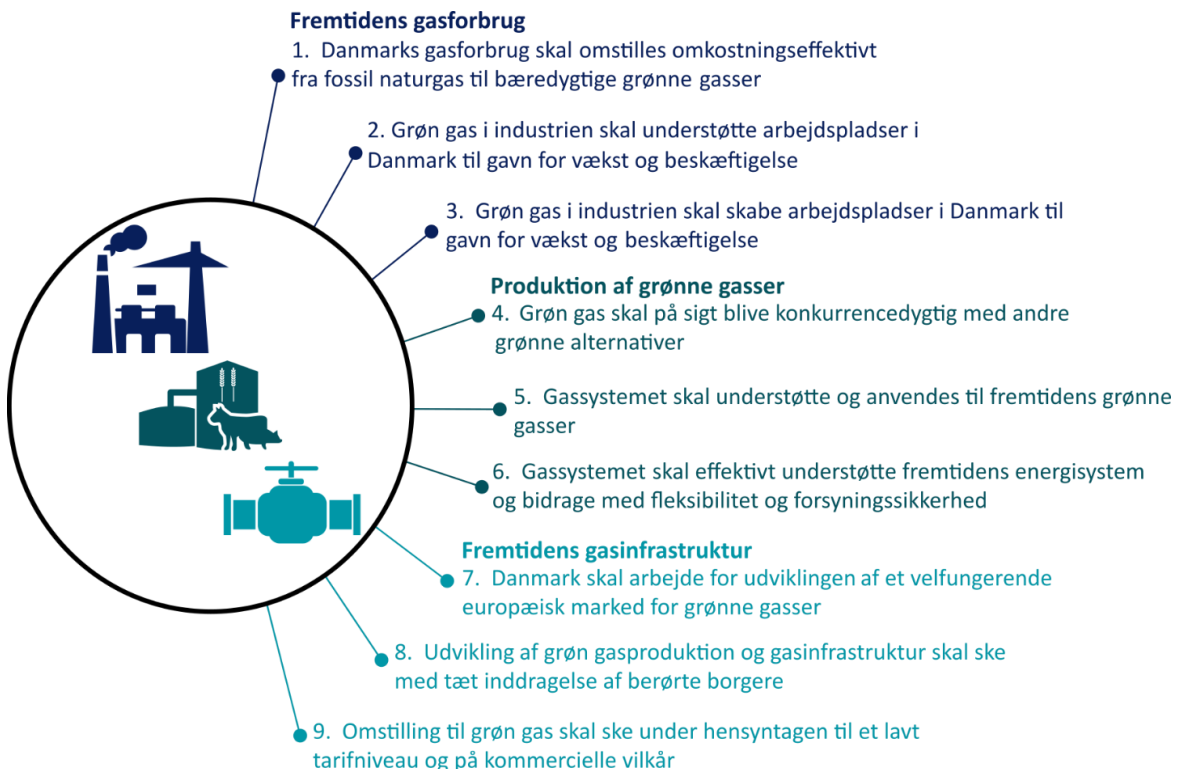 Fremtidens gasforbrug
1. Danmarks gasforbrug skal omstilles omkostningseffektivt
fra fossil naturgas til bæredygtige grønne gasser
2. Grøn gas i industrien skal understøtte arbejdspladser i
Danmark til gavn for vækst og beskæftigelse
3. Grøn gas i industrien skal skabe arbejdspladser i Danmark til
gavn for vækst og beskæftigelse
Produktion af grønne gasser
4. Grøn gas skal på sigt blive konkurrencedygtig med andre
grønne alternativer
5. Gassystemet skal understøtte og anvendes til fremtidens grønne
gasser
6. Gassystemet skal effektivt understøtte fremtidens energisystem
og bidrage med fleksibilitet og forsyningssikkerhed
Fremtidens gasinfrastruktur
7. Danmark skal arbejde for udviklingen af et velfungerende
europæisk marked for grønne gasser
8. Udvikling af grøn gasproduktion og gasinfrastruktur skal ske
med tæt inddragelse af berørte borgere
9. Omstilling til grøn gas skal ske under hensyntagen til et lavt
tarifniveau og på kommercielle vilkår